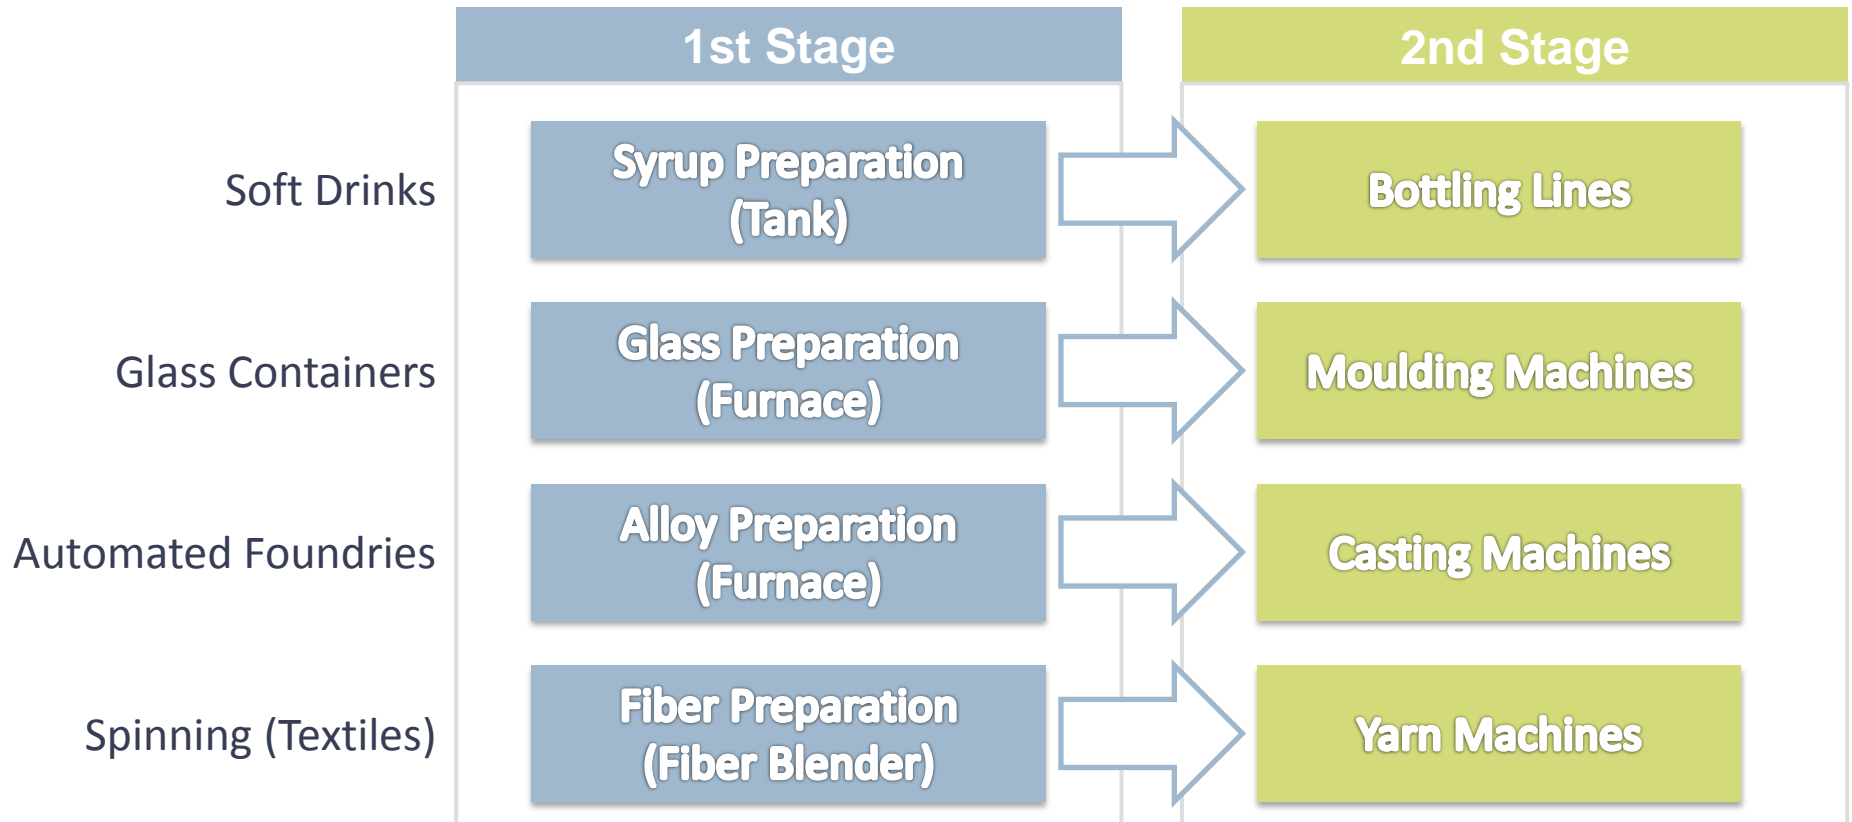 1st Stage
2nd Stage
Soft Drinks
Syrup Preparation
(Tank)
Bottling Lines
Glass Containers
Glass Preparation
(Furnace)
Moulding Machines
Automated Foundries
Alloy Preparation
(Furnace)
Casting Machines
Spinning (Textiles)
Fiber Preparation
(Fiber Blender)
Yarn Machines